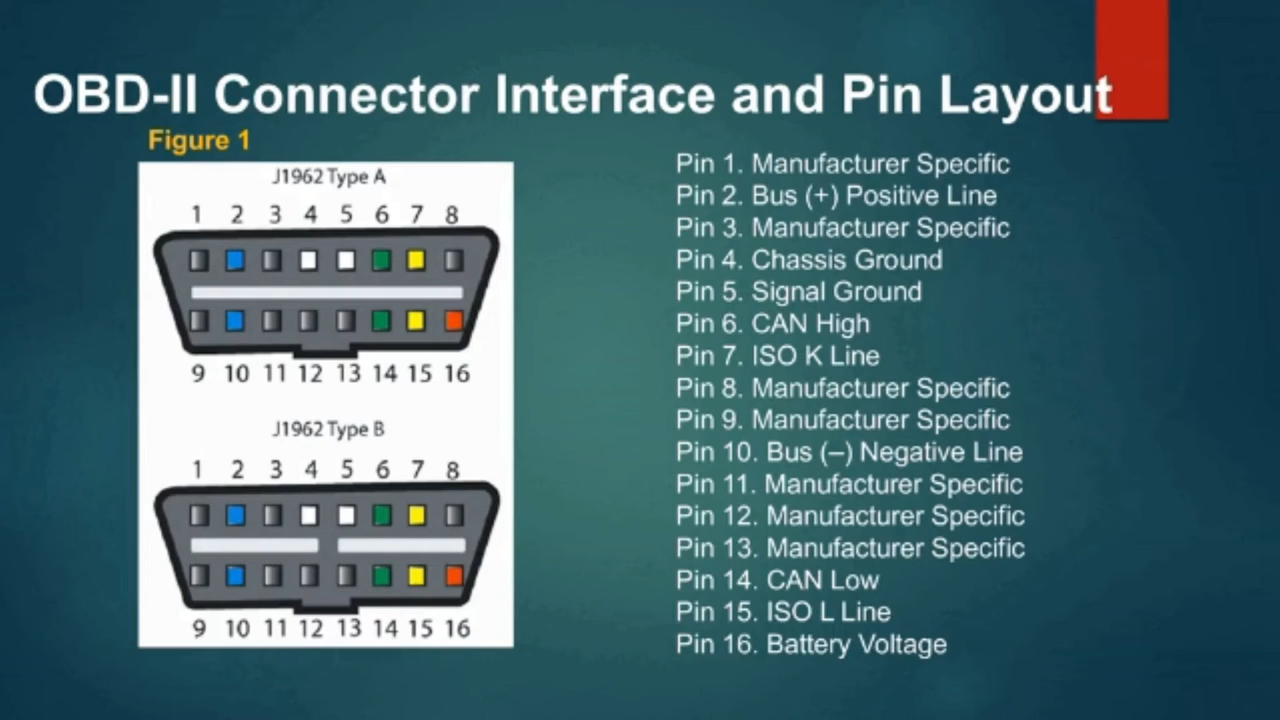 OBD-II Connector Interface and Pin Layout
Figure 1
J1962 Type A
1 2 3 4 5 6 7 8
9 10 11 12 13 14 15 16
J1962 Type B
1 2 3 4 5 6 7 8
9 10 11 12 13 14 15 16
Pin 1. Manufacturer Specific
Pin 2. Bus (+) Positive Line
Pin 3. Manufacturer Specific
Pin 4. Chassis Ground
Pin 5. Signal Ground
Pin 6. CAN High
Pin 7. ISO K Line
Pin 8. Manufacturer Specific
Pin 9. Manufacturer Specific
Pin 10. Bus (–) Negative Line
Pin 11. Manufacturer Specific
Pin 12. Manufacturer Specific
Pin 13. Manufacturer Specific
Pin 14. CAN Low
Pin 15. ISO L Line
Pin 16. Battery Voltage